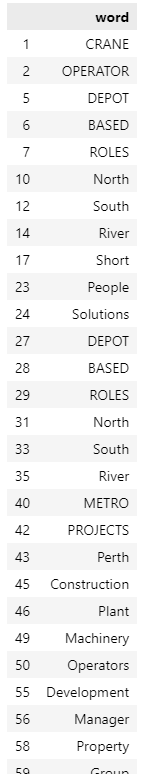 word
1 CRANE
2 OPERATOR
5 DEPOT
6 BASED
7 ROLES
10 North
12 South
14 River
17 Short
23 People
24 Solutions
27 DEPOT
28 BASED
29 ROLES
31 North
33 South
35 River
40 METRO
42 PROJECTS
43 Perth
45 Construction
46 Plant
49 Machinery
50 Operators
55 Development
56 Manager
58 Property
59 Group